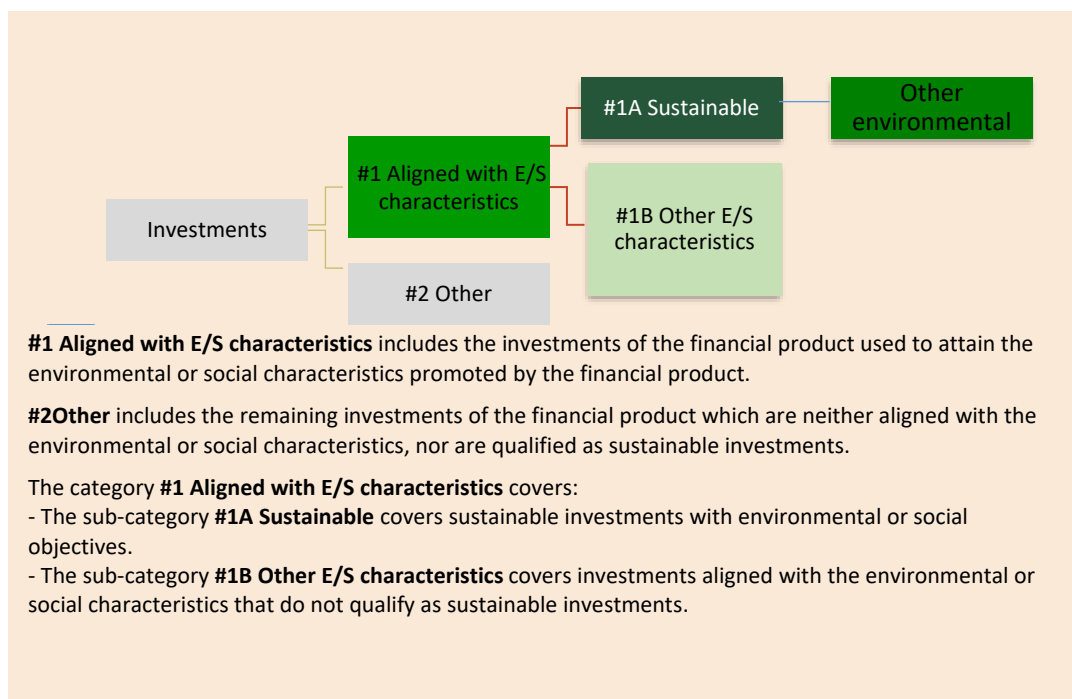 #1A Sustainable
Other
environmental
#1 Aligned with E/S
characteristics
#1B Other E/S
characteristics
Investments
#2 Other
#1 Aligned with E/S characteristics includes the investments of the financial product used to attain the
environmental or social characteristics promoted by the financial product.
#2Other includes the remaining investments of the financial product which are neither aligned with the
environmental or social characteristics, nor are qualified as sustainable investments.
The category #1 Aligned with E/S characteristics covers:
- The sub-category #1A Sustainable covers sustainable investments with environmental or social
objectives.
- The sub-category #1B Other E/S characteristics covers investments aligned with the environmental or
social characteristics that do not qualify as sustainable investments.